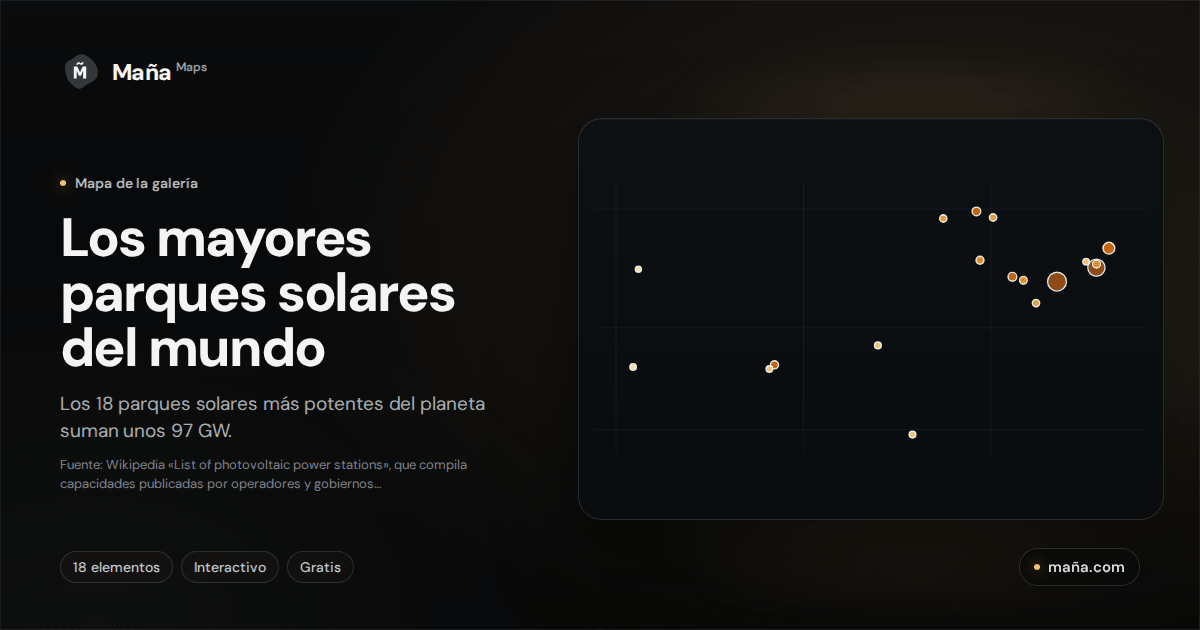 M̃
Maña Maps
Mapa de la galería
Los mayores
parques solares
del mundo
Los 18 parques solares más potentes del planeta
suman unos 97 GW.
Fuente: Wikipedia «List of photovoltaic power stations», que compila
capacidades publicadas por operadores y gobiernos…
18 elementos
Interactivo
Gratis
maña.com